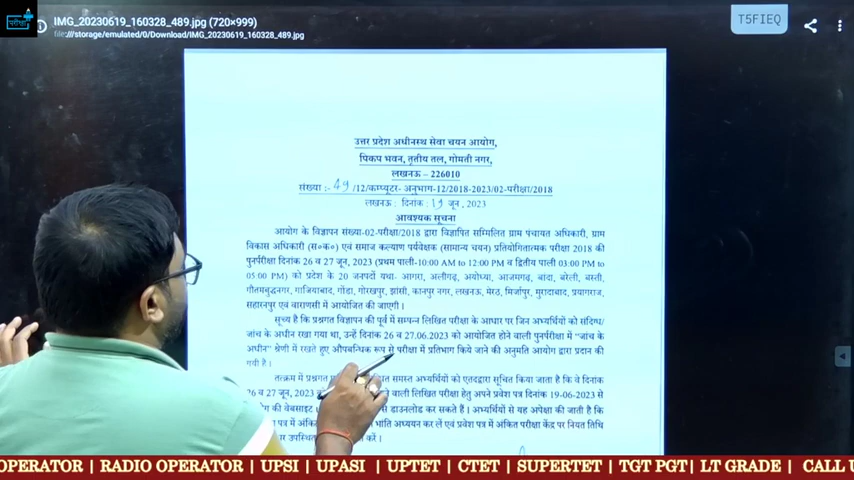 परीक्षा
IMG_20230619_160328_489.jpg (720×999)
file:///storage/emulated/0/Download/IMG_20230619_160328_489.jpg
T5FIEQ
उत्तर प्रदेश अधीनस्थ सेवा चयन आयोग,
पिकप भवन, तृतीय तल, गोमती नगर,
लखनऊ – 226010
संख्या :- 49 /12/कम्प्यूटर- अनुभाग-12/2018-2023/02-परीक्षा/2018
लखनऊ : दिनांक : 19 जून, 2023
आवश्यक सूचना
आयोग के विज्ञापन संख्या-02-परीक्षा/2018 द्वारा विज्ञापित सम्मिलित ग्राम पंचायत अधिकारी, ग्राम
विकास अधिकारी (स०क०) एवं समाज कल्याण पर्यवेक्षक (सामान्य चयन) प्रतियोगितात्मक परीक्षा 2018 की
पुनर्परीक्षा दिनांक 26 व 27 जून, 2023 (प्रथम पाली-10:00 AM to 12:00 PM व द्वितीय पाली 03:00 PM to
05:00 PM) को प्रदेश के 20 जनपदों यथा- आगरा, अलीगढ़, अयोध्या, आजमगढ़, बांदा, बरेली, बस्ती,
गौतमबुद्धनगर, गाजियाबाद, गोंडा, गोरखपुर, झांसी, कानपुर नगर, लखनऊ, मेरठ, मिर्जापुर, मुरादाबाद, प्रयागराज,
सहारनपुर एवं वाराणसी में आयोजित की जाएगी।
सूच्य है कि प्रश्नगत विज्ञापन की पूर्व में सम्पन्न लिखित परीक्षा के आधार पर जिन अभ्यर्थियों को संदिग्ध/
जांच के अधीन रखा गया था, उन्हें दिनांक 26 व 27.06.2023 को आयोजित होने वाली पुनर्परीक्षा में "जांच के
अधीन" श्रेणी में रखते हुए औपबन्धिक रूप से परीक्षा में प्रतिभाग किये जाने की अनुमति आयोग द्वारा प्रदान की
गयी है।
तत्क्रम में प्रश्नगत समस्त अभ्यर्थियों को एतद्द्वारा सूचित किया जाता है कि वे दिनांक
26 व 27 जून, 2023 वाली लिखित परीक्षा हेतु अपने प्रवेश पत्र दिनांक 19-06-2023 से
की वेबसाइट से डाउनलोड कर सकते हैं। अभ्यर्थियों से यह अपेक्षा की जाती है कि
पत्र में अंकित भांति अध्ययन कर लें एवं प्रवेश पत्र में अंकित परीक्षा केंद्र पर नियत तिथि
करें।
OPERATOR | RADIO OPERATOR | UPSI | UPASI | UPTET | CTET | SUPERTET | TGT PGT| LT GRADE | CALL U